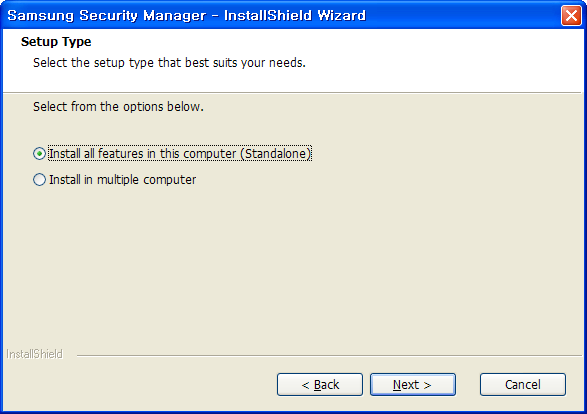 Samsung Security Manager - InstallShield Wizard
Setup Type
Select the setup type that best suits your needs.
Select from the options below.
Install all features in this computer (Standalone)
Install in multiple computer
InstallShield
< Back
Next >
Cancel